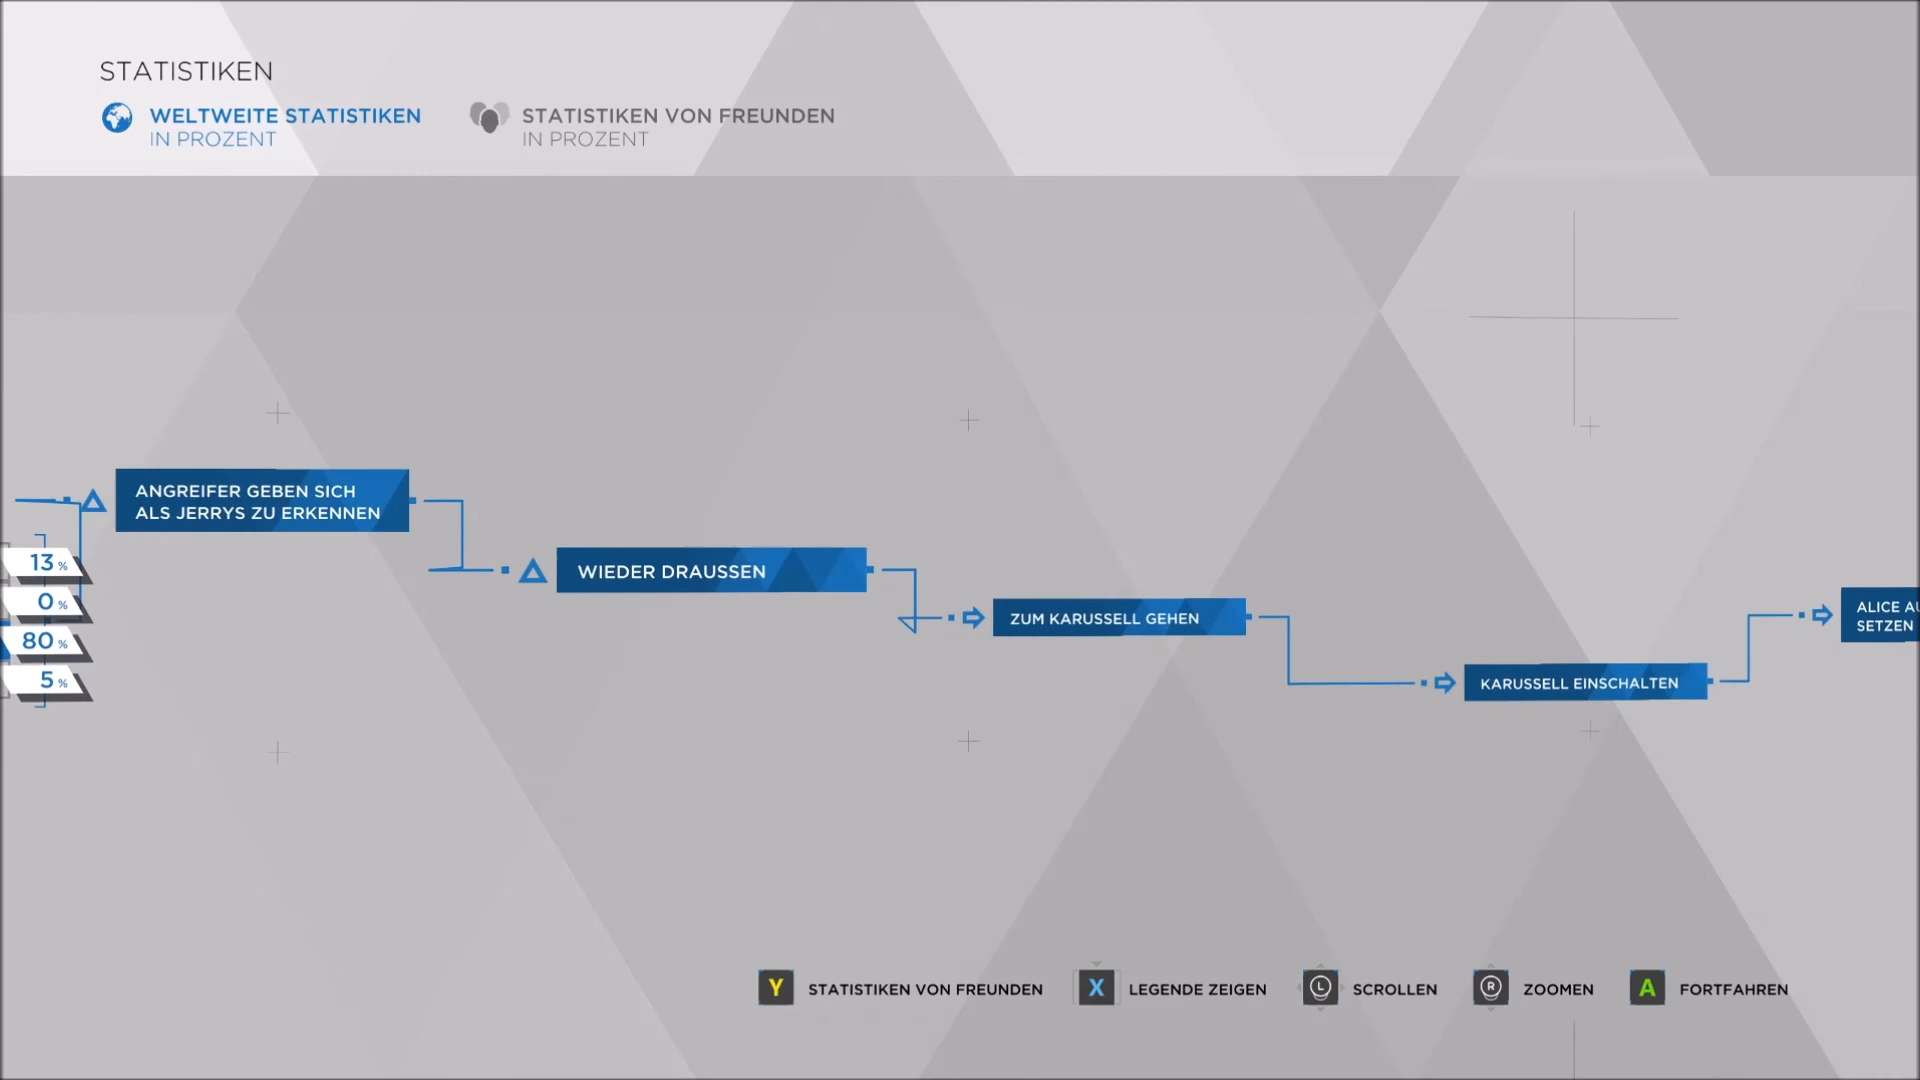 STATISTIKEN
WELTWEITE STATISTIKEN
IN PROZENT
STATISTIKEN VON FREUNDEN
IN PROZENT
ANGREIFER GEBEN SICH
ALS JERRYS ZU ERKENNEN
13 %
0 %
80 %
5 %
WIEDER DRAUSSEN
ZUM KARUSSELL GEHEN
KARUSSELL EINSCHALTEN
ALICE
SETZEN
Y STATISTIKEN VON FREUNDEN
X LEGENDE ZEIGEN
L SCROLLEN
R ZOOMEN
A FORTFAHREN